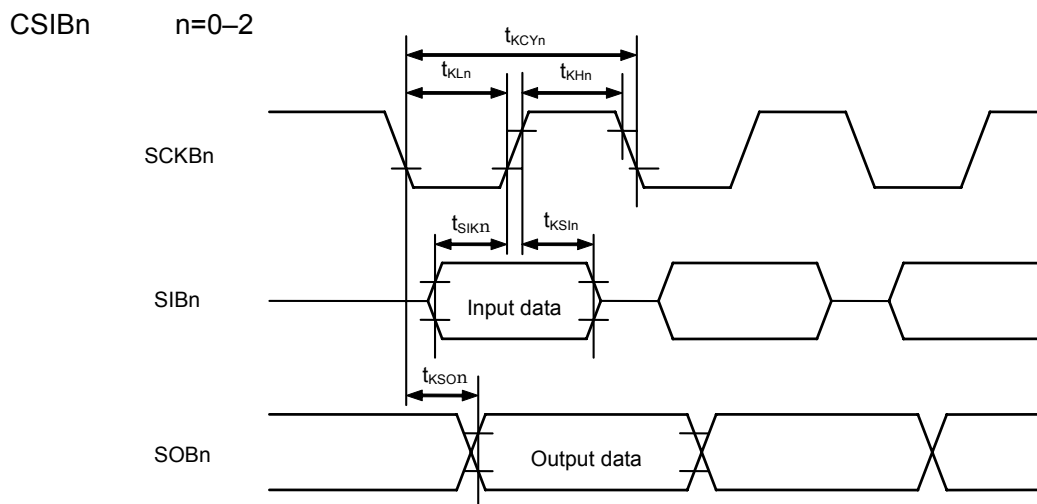 CSIBn n=0–2
tKCYn
tKLn tKHn
SCKBn
tSIKn tKSIn
SIBn
Input data
tKSOn
SOBn
Output data